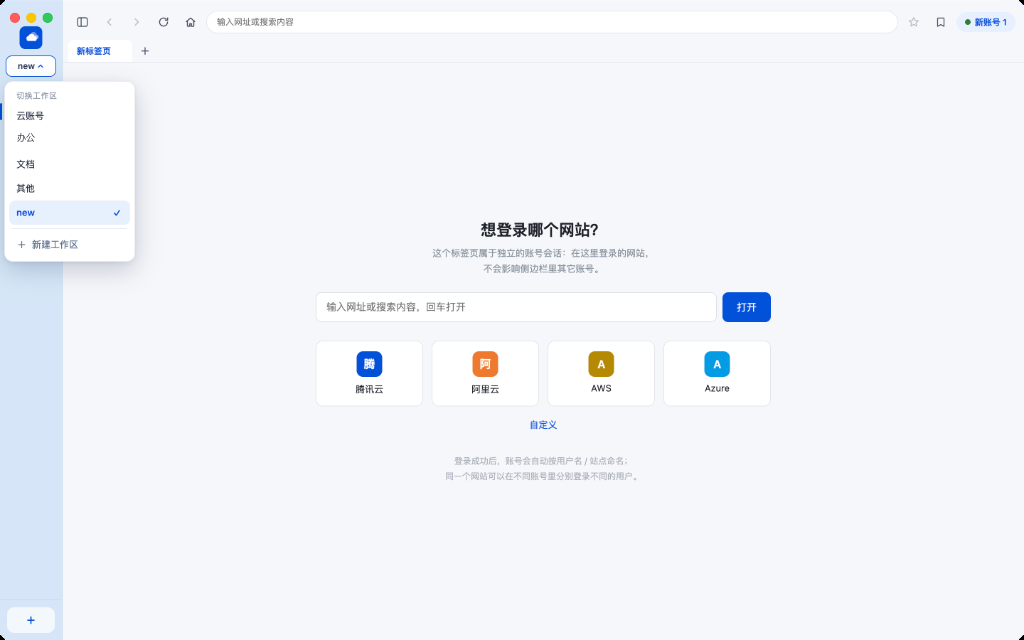 输入网址或搜索内容
新账号 1
新标签页
new
切换工作区
云账号
办公
文档
其他
new
新建工作区
想登录哪个网站?
这个标签页属于独立的账号会话：在这里登录的网站，
不会影响侧边栏里其它账号。
输入网址或搜索内容，回车打开
打开
腾
阿
A
A
腾讯云
阿里云
AWS
Azure
自定义
登录成功后，账号会自动按用户名 / 站点命名；
同一个网站可以在不同账号里分别登录不同的用户。